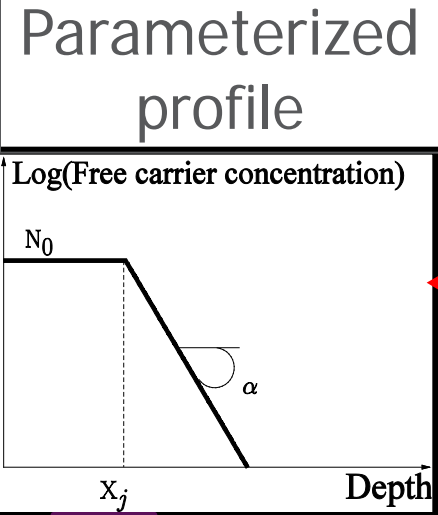 Parameterized
profile
Log(Free carrier concentration)
N0
α
Xj
Depth